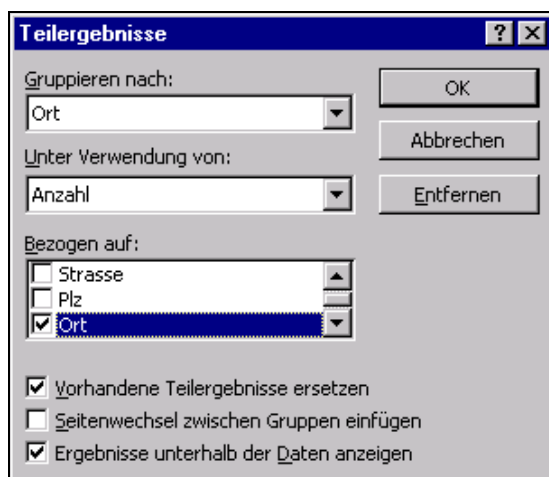 Teilergebnisse
Gruppieren nach:
Ort
Unter Verwendung von:
Anzahl
Bezogen auf:
Strasse
Plz
Ort
OK
Abbrechen
Entfernen
Vorhandene Teilergebnisse ersetzen
Seitenwechsel zwischen Gruppen einfügen
Ergebnisse unterhalb der Daten anzeigen